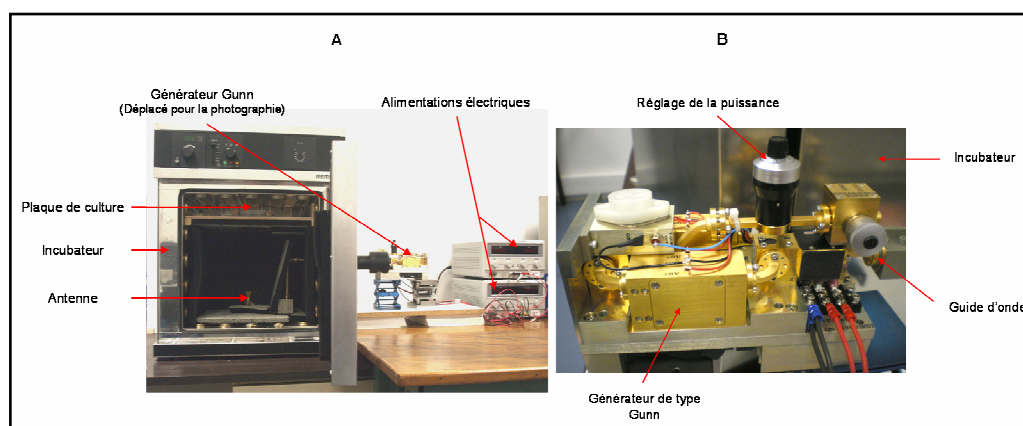 A
B
Générateur Gunn
(Déplacé pour la photographie)
Alimentations électriques
Réglage de la puissance
Incubateur
Plaque de culture
Incubateur
Antenne
Guide d'onde
Générateur de type
Gunn